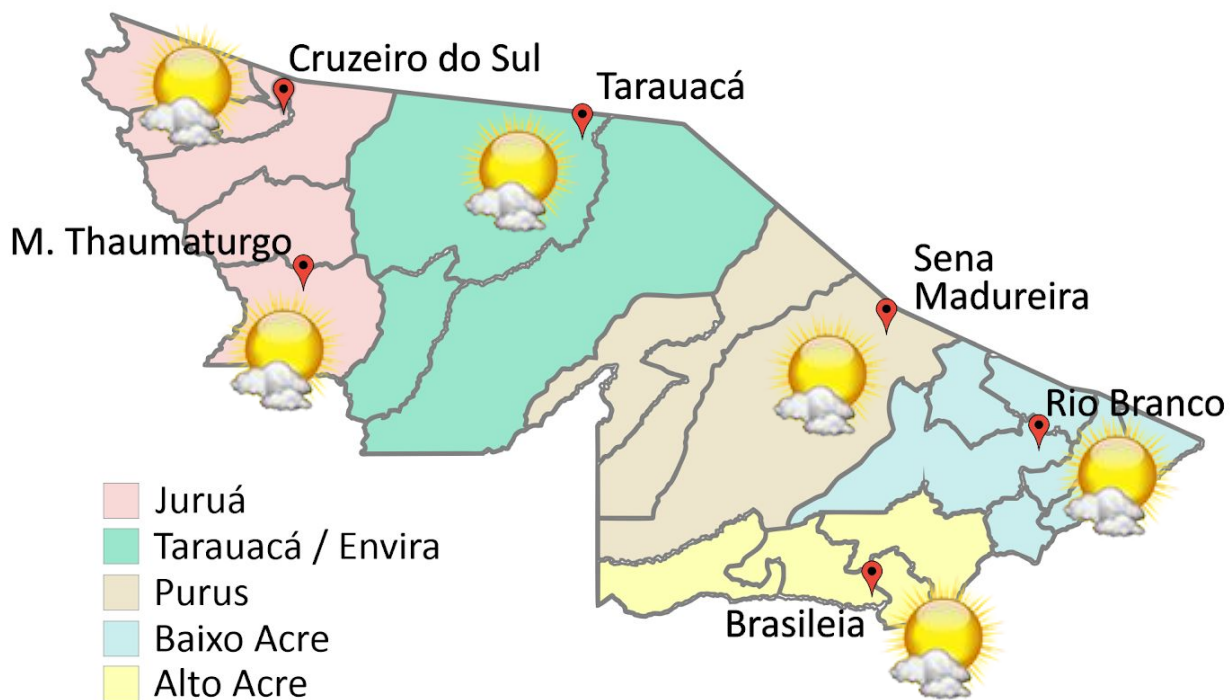 Cruzeiro do Sul
Tarauacá
M. Thaumaturgo
Sena
Madureira
Rio Branco
Brasileia
Juruá
Tarauacá / Envira
Purus
Baixo Acre
Alto Acre